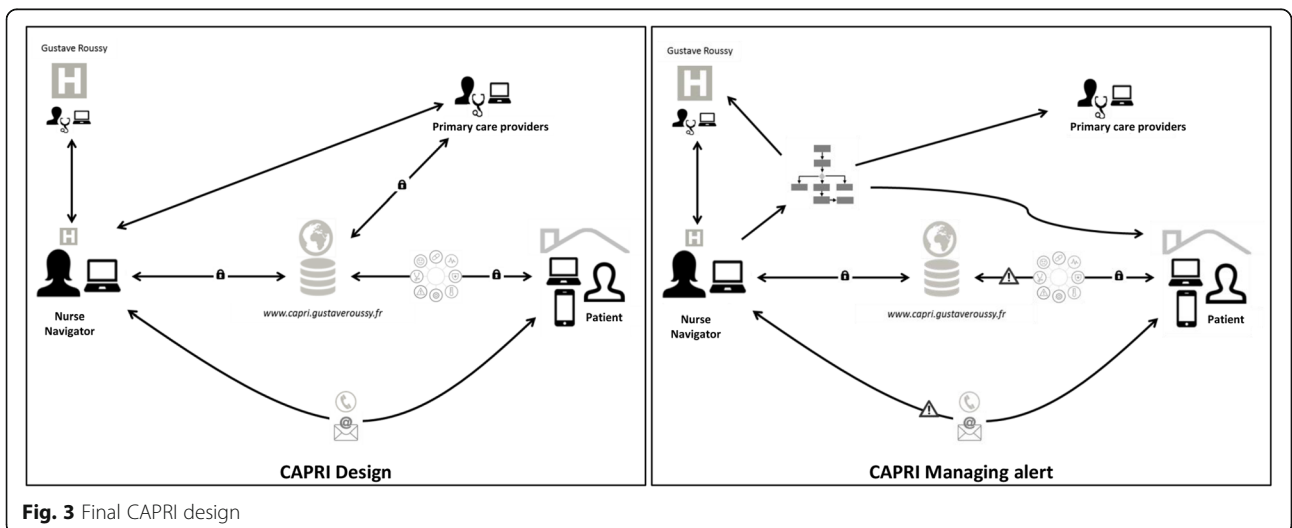 Gustave Roussy
H
Primary care providers
H
Nurse
Navigator
www.capri.gustaveroussy.fr
Patient
@
CAPRI Design
Gustave Roussy
H
Primary care providers
H
Nurse
Navigator
www.capri.gustaveroussy.fr
Patient
@
CAPRI Managing alert
Fig. 3 Final CAPRI design